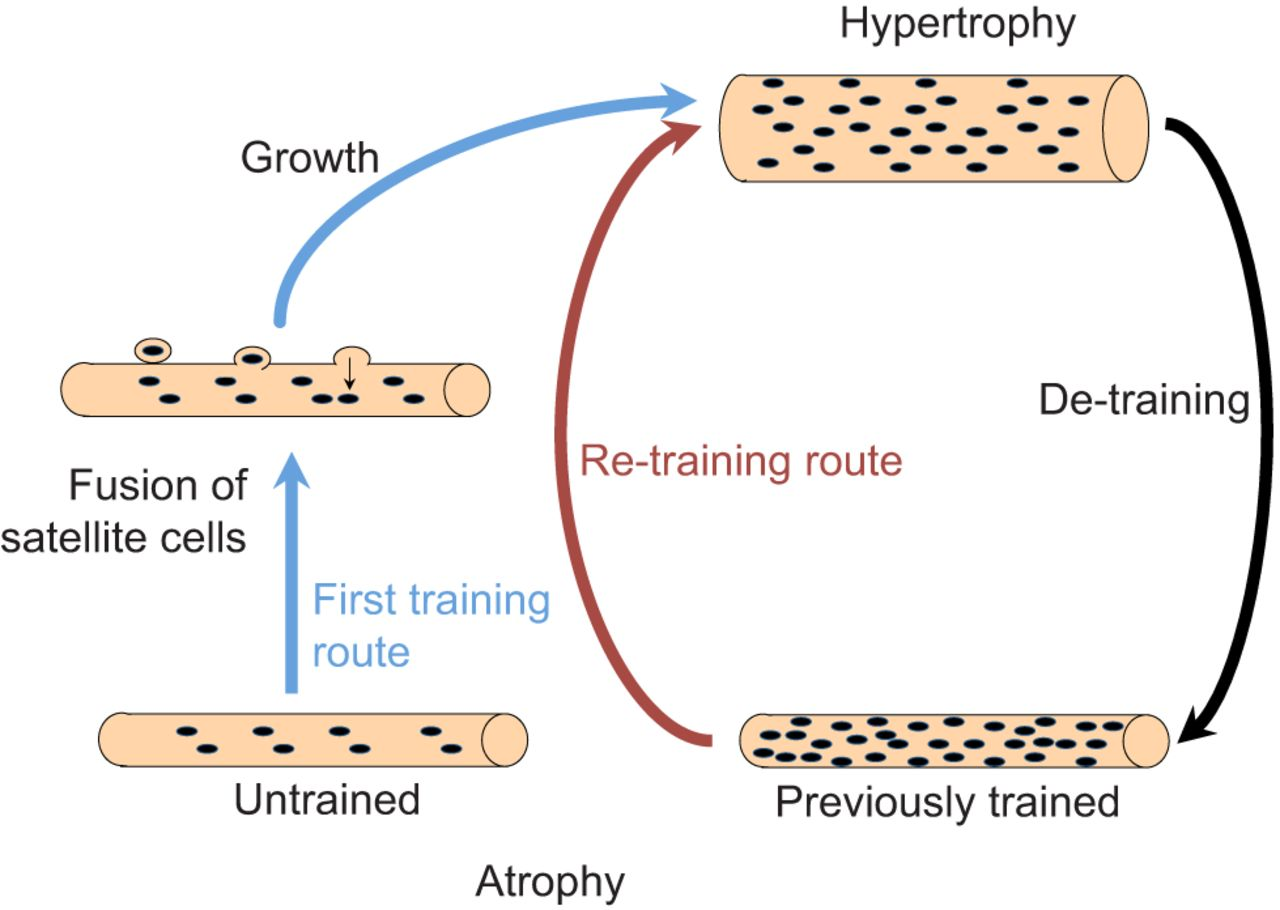 Hypertrophy
Growth
De-training
Re-training route
Fusion of
satellite cells
First training
route
Untrained
Previously trained
Atrophy